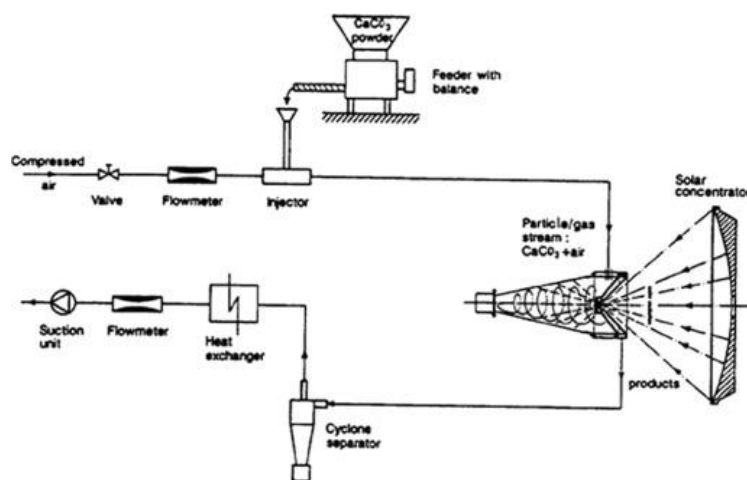 CaCo₃
powder
Feeder with
balance
Compressed
air
Valve
Flowmeter
Injector
Solar
concentrator
Particle/gas
stream :
CaCo₃+air
Suction
unit
Flowmeter
Heat
exchanger
products
Cyclone
separator